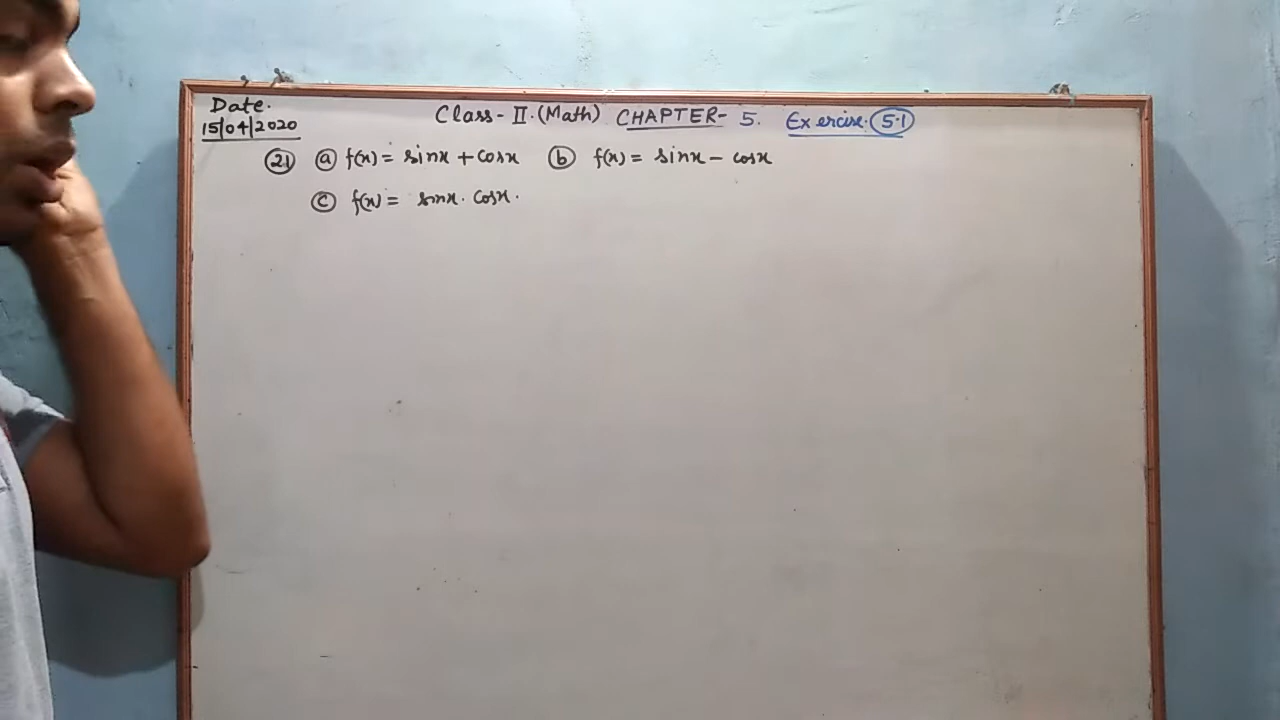 Date.
15/04/2020
Class-II.(Math) CHAPTER- 5. Exercise. 5.1
21 a f(x) = sinx + cosx b f(x) = sinx - cosx
c f(x) = sinx. cosx.